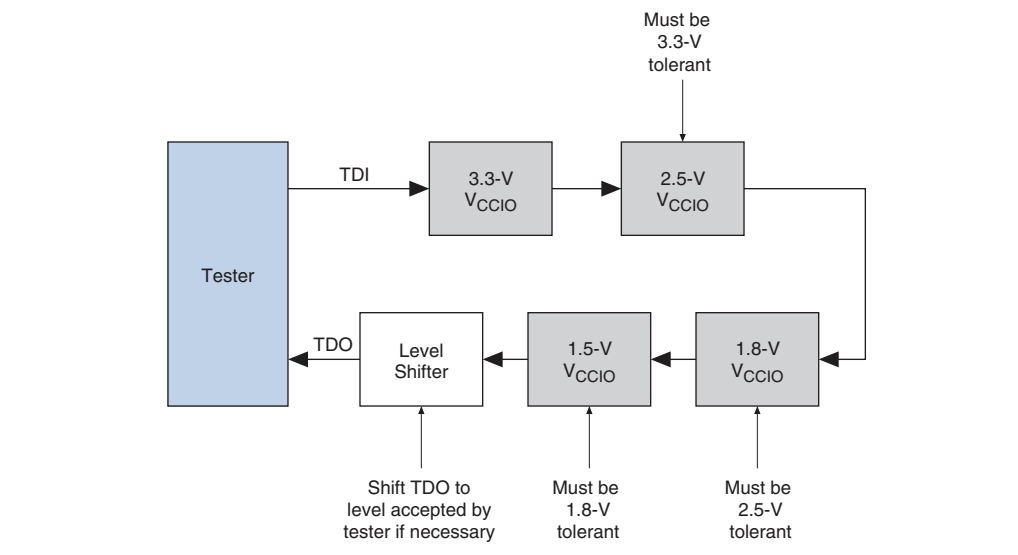 Must be
3.3-V
tolerant
TDI
3.3-V
VCCIO
2.5-V
VCCIO
Tester
TDO
Level
Shifter
1.5-V
VCCIO
1.8-V
VCCIO
Shift TDO to
level accepted by
tester if necessary
Must be
1.8-V
tolerant
Must be
2.5-V
tolerant